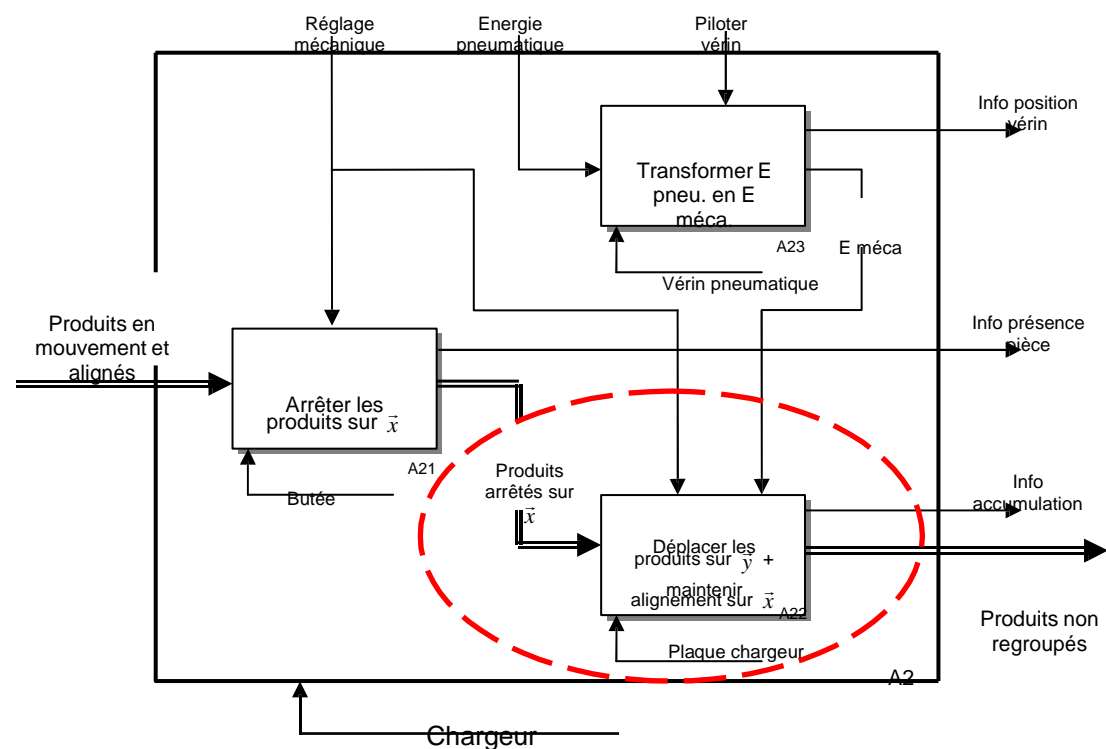 Réglage
mécanique
Energie
pneumatique
Piloter
vérin
Info position
vérin
Transformer E
pneu. en E
méca.
A23
E méca
Vérin pneumatique
Produits en
mouvement et
alignés
Info présence
pièce
Arrêter les
produits sur x⃗
A21
Butée
Produits
arrêtés sur
x⃗
Info
accumulation
Déplacer les
produits sur y⃗ +
maintenir
alignement sur x⃗
A22
Plaque chargeur
Produits non
regroupés
A2
Chargeur